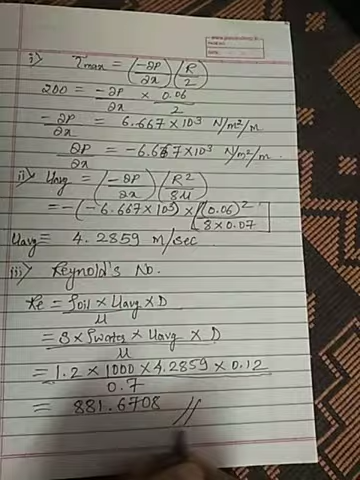 i) τmax = (-∂P/∂x) (R/2)
200 = -∂P/∂x × 0.06/2
-∂P/∂x = 6.667 × 10³ N/m²/m
∂P/∂x = -6.667 × 10³ N/m²/m.
ii) Uavg = (-∂P/∂x) (R²/8μ)
= -(-6.667 × 10³) × [(0.06)²/8 × 0.07]
Uavg = 4.2859 m/sec
iii) Reynold's No.
Re = ρoil × Uavg × D/μ
= S × ρwater × Uavg × D/μ
= 1.2 × 1000 × 4.2859 × 0.12/0.7
= 881.6708 //